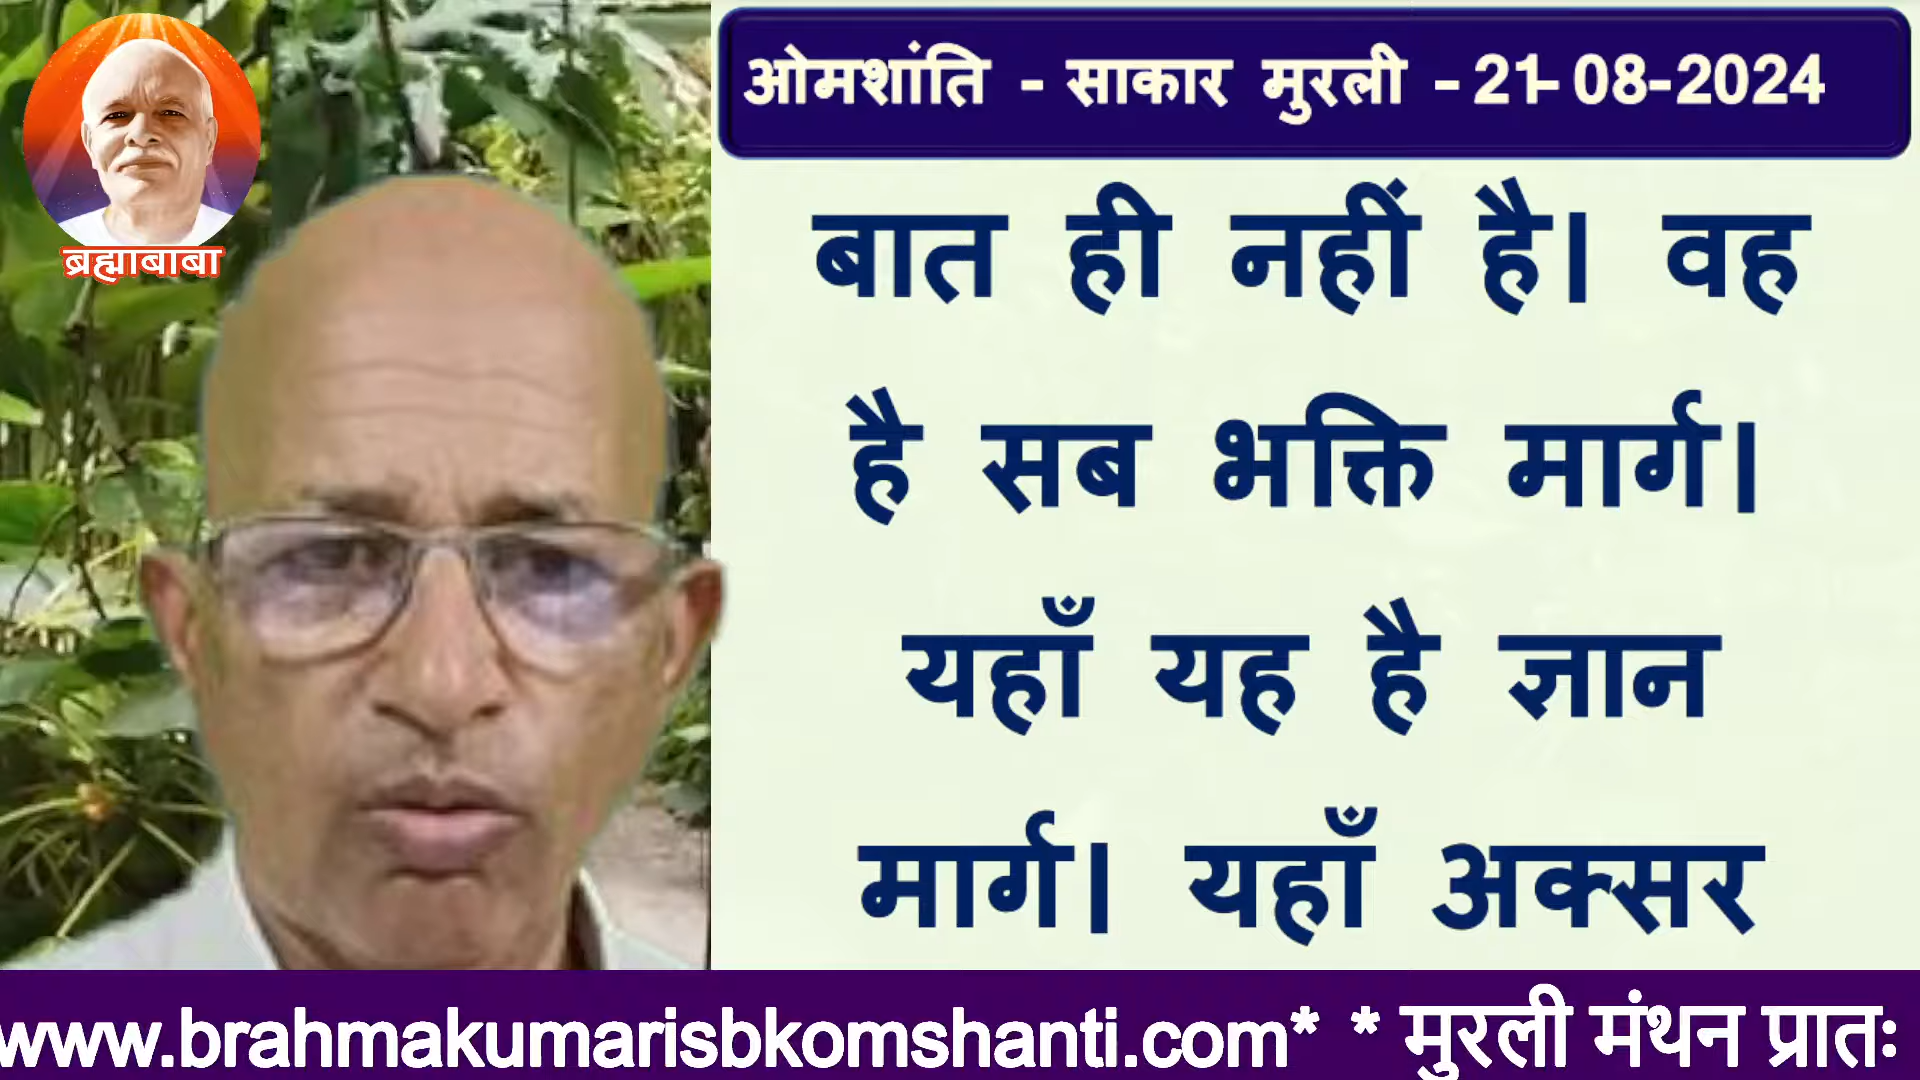 ब्रह्माबाबा
ओमशांति - साकार मुरली - 21- 08-2024
बात ही नहीं है। वह
है सब भक्ति मार्ग।
यहाँ यह है ज्ञान
मार्ग। यहाँ अक्सर
www.brahmakumarisbkomshanti.com* * मुरली मंथन प्रातः